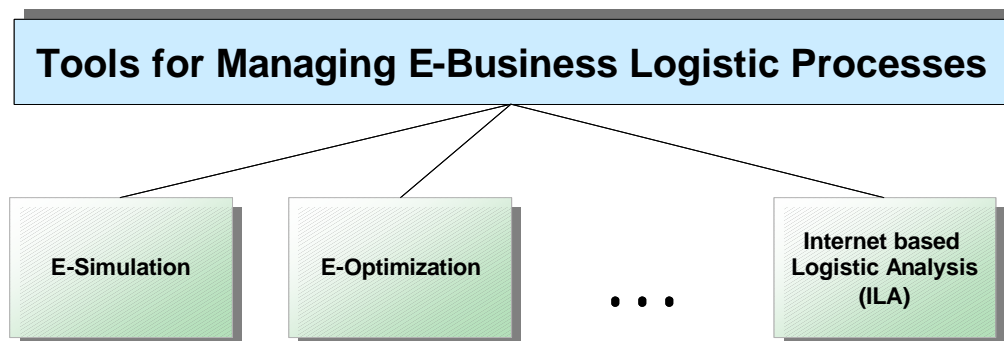 Tools for Managing E-Business Logistic Processes
E-Simulation
E-Optimization
. . .
Internet based
Logistic Analysis
(ILA)